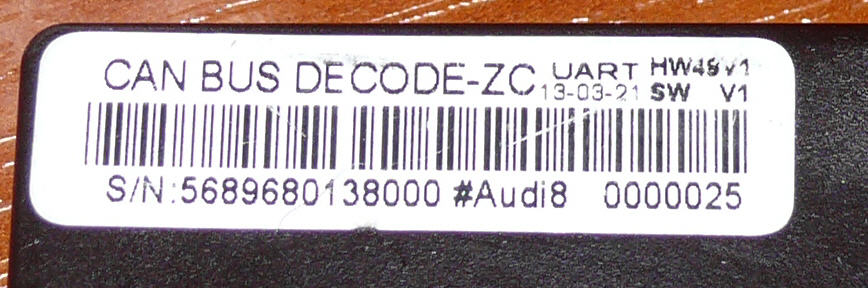 CAN BUS DECODE-ZC UART HW49V1
13-03-21 SW V1
S/N:5689680138000 #Audi8 0000025